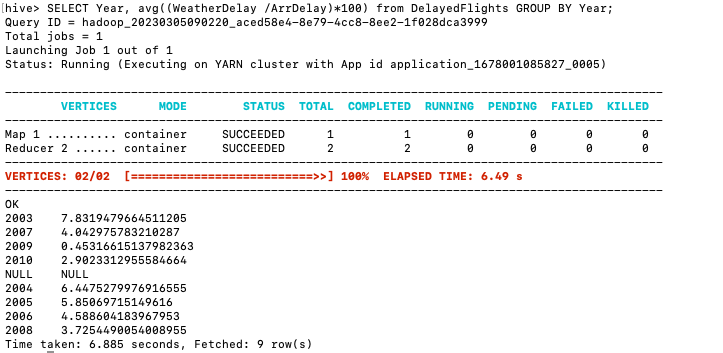 [hive> SELECT Year, avg((WeatherDelay /ArrDelay)*100) from DelayedFlights GROUP BY Year;
Query ID = hadoop_20230305090220_aced58e4-8e79-4cc8-8ee2-1f028dca3999
Total jobs = 1
Launching Job 1 out of 1
Status: Running (Executing on YARN cluster with App id application_1678001085827_0005)
VERTICES MODE STATUS TOTAL COMPLETED RUNNING PENDING FAILED KILLED
Map 1 .......... container SUCCEEDED 1 1 0 0 0 0
Reducer 2 ...... container SUCCEEDED 2 2 0 0 0 0
VERTICES: 02/02 [==========================>>] 100% ELAPSED TIME: 6.49 s
OK
2003 7.8319479664511205
2007 4.042975783210287
2009 0.45316615137982363
2010 2.9023312955584664
NULL NULL
2004 6.4475279976916555
2005 5.85069715149616
2006 4.588604183967953
2008 3.7254490054008955
Time taken: 6.885 seconds, Fetched: 9 row(s)